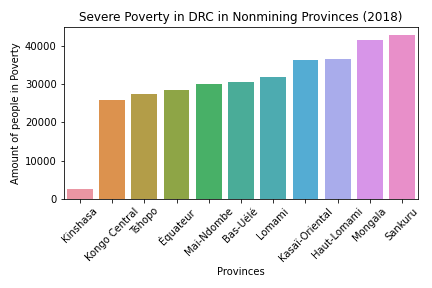 Severe Poverty in DRC in Nonmining Provinces (2018)
Amount of people in Poverty
40000
30000
20000
10000
0
Kinshasa
Kongo Central
Tshopo
Équateur
Mai-Ndombe
Bas-Uélé
Lomami
Kasaï-Oriental
Haut-Lomami
Mongala
Sankuru
Provinces